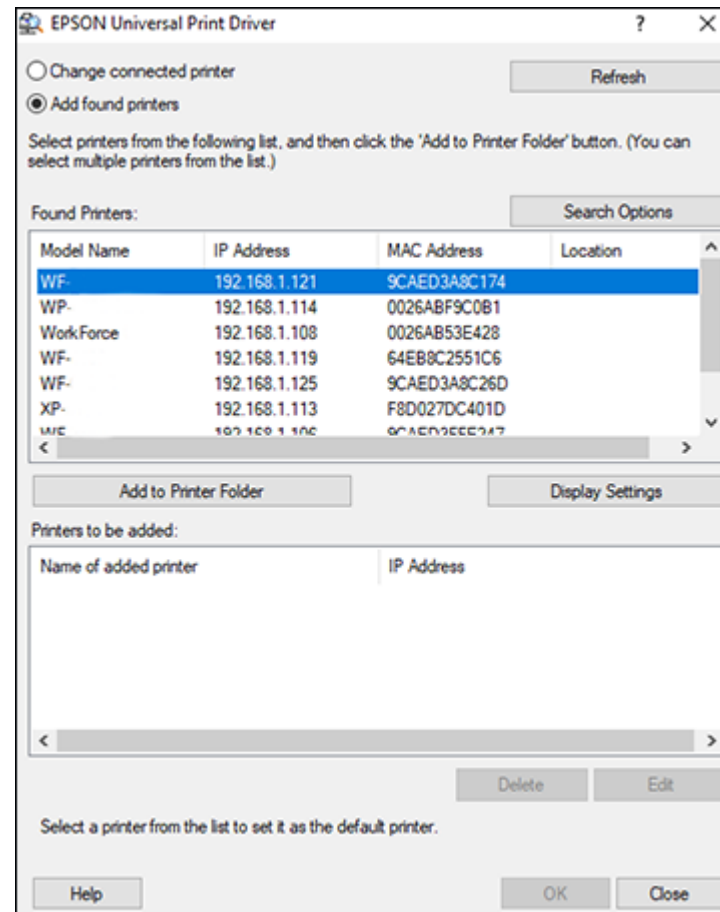 EPSON Universal Print Driver ? ×
Change connected printer
Refresh
Add found printers
Select printers from the following list, and then click the 'Add to Printer Folder' button. (You can
select multiple printers from the list.)
Found Printers:
Search Options
Model Name IP Address MAC Address Location
WF- 192.168.1.121 9CAED3A8C174
WP- 192.168.1.114 0026ABF9C0B1
WorkForce 192.168.1.108 0026AB53E428
WF- 192.168.1.119 64EB8C2551C6
WF- 192.168.1.125 9CAED3A8C26D
XP- 192.168.1.113 F8D027DC401D
WF 192.168.1.106
Add to Printer Folder Display Settings
Printers to be added:
Name of added printer IP Address
Delete Edit
Select a printer from the list to set it as the default printer.
Help OK Close